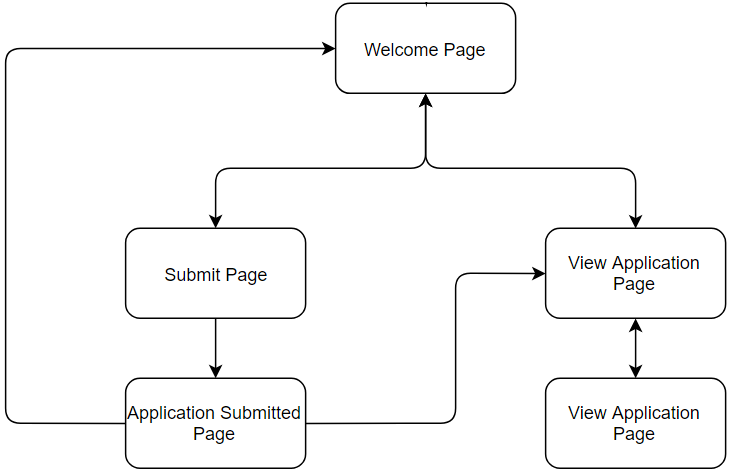 Welcome Page
Submit Page
View Application
Page
Application Submitted
Page
View Application
Page